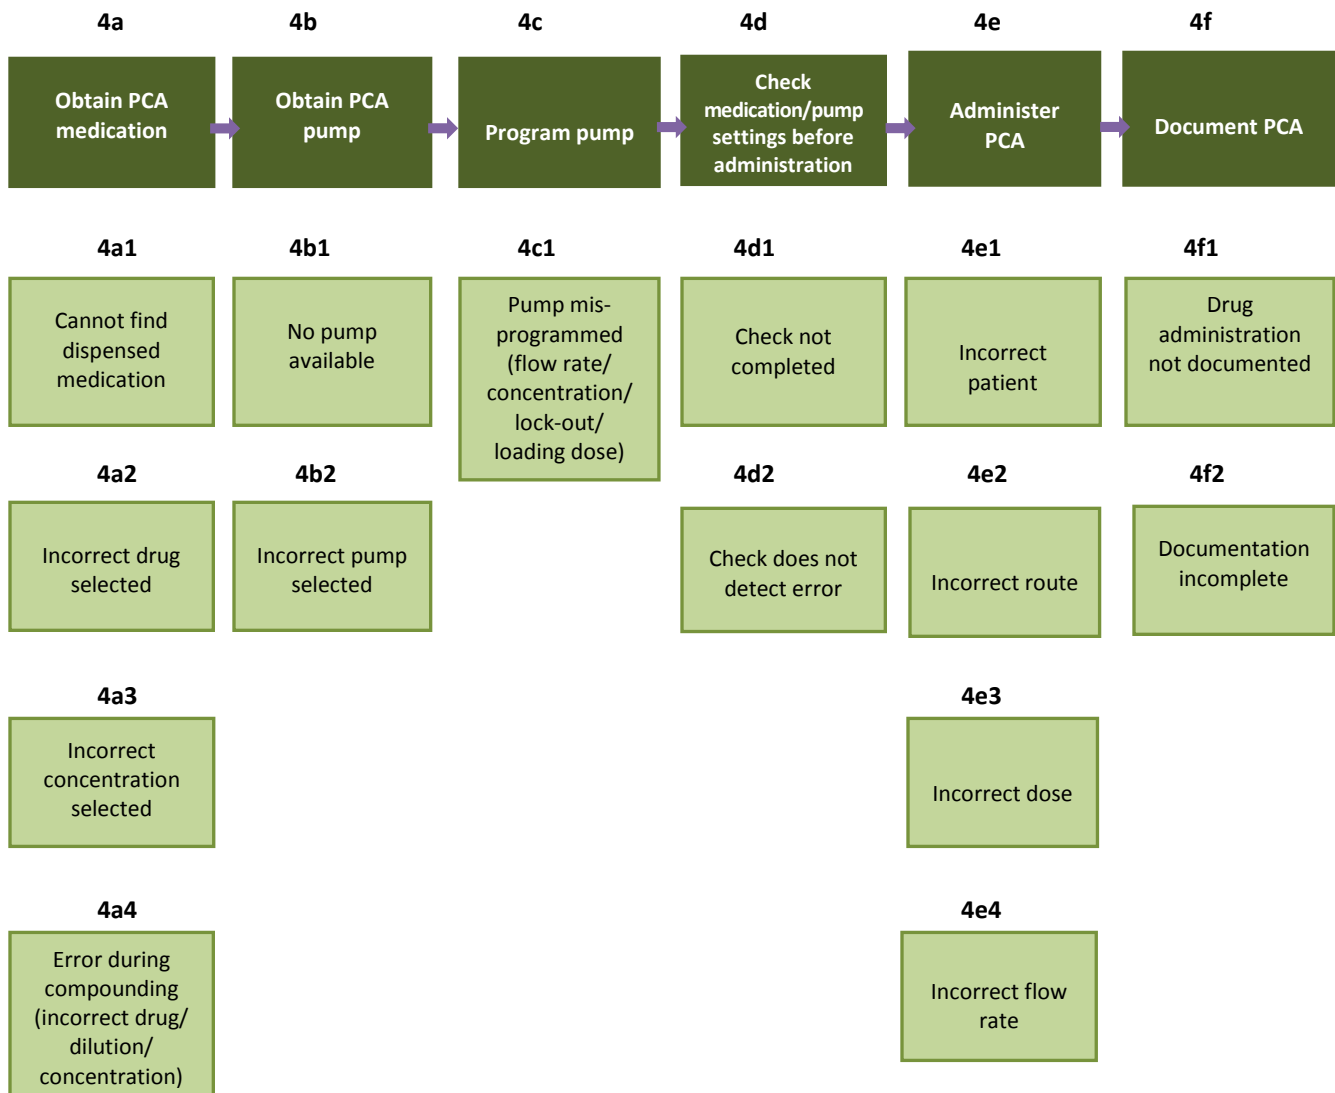 4a
4b
4c
4d
4e
4f
Obtain PCA
medication
Obtain PCA
pump
Program pump
Check
medication/pump
settings before
administration
Administer
PCA
Document PCA
4a1
4b1
4c1
4d1
4e1
4f1
Cannot find
dispensed
medication
No pump
available
Pump mis-
programmed
(flow rate/
concentration/
lock-out/
loading dose)
Check not
completed
Incorrect
patient
Drug
administration
not documented
4a2
4b2
4d2
4e2
4f2
Incorrect drug
selected
Incorrect pump
selected
Check does not
detect error
Incorrect route
Documentation
incomplete
4a3
4e3
Incorrect
concentration
selected
Incorrect dose
4a4
4e4
Error during
compounding
(incorrect drug/
dilution/
concentration)
Incorrect flow
rate